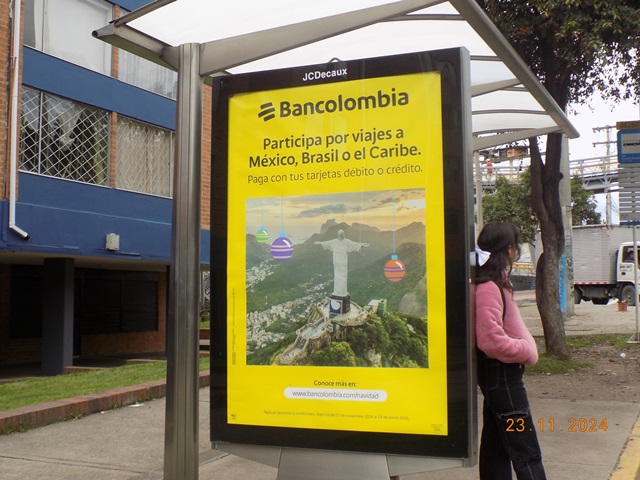 JCDecaux
Bancolombia
Participa por viajes a
México, Brasil o el Caribe.
Paga con tus tarjetas débito o crédito.
Conoce más en:
www.bancolombia.com/navidad
23.11.2024